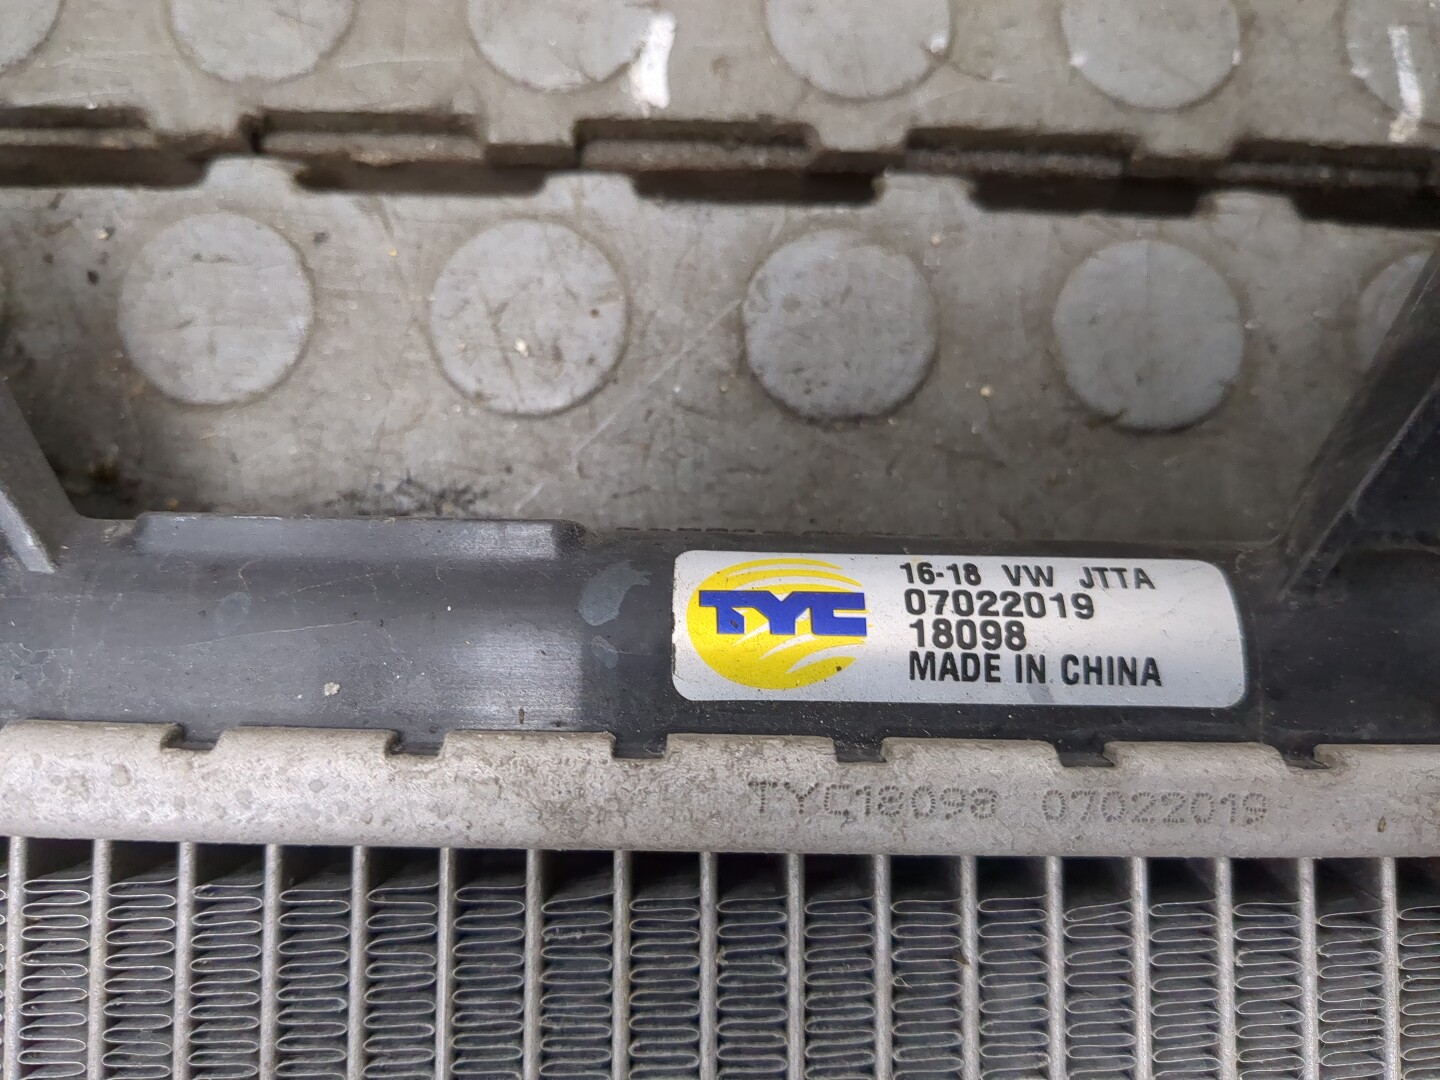 TYC
16-18 VW JTTA
07022019
18098
MADE IN CHINA
TYC18098 07022019